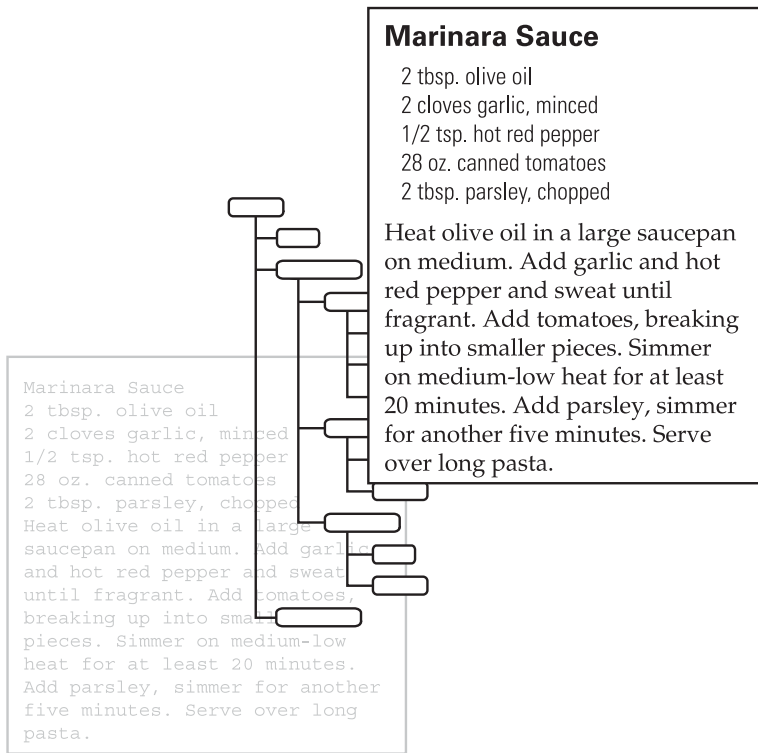 Marinara Sauce
2 tbsp. olive oil
2 cloves garlic, minced
1/2 tsp. hot red pepper
28 oz. canned tomatoes
2 tbsp. parsley, chopped
Heat olive oil in a large saucepan
on medium. Add garlic and hot
red pepper and sweat until
fragrant. Add tomatoes, breaking
up into smaller pieces. Simmer
on medium-low heat for at least
20 minutes. Add parsley, simmer
for another five minutes. Serve
over long pasta.
Marinara Sauce
2 tbsp. olive oil
2 cloves garlic, minced
1/2 tsp. hot red pepper
28 oz. canned tomatoes
2 tbsp. parsley, chopped
Heat olive oil in a large
saucepan on medium. Add garlic
and hot red pepper and sweat
until fragrant. Add tomatoes,
breaking up into small
pieces. Simmer on medium-low
heat for at least 20 minutes.
Add parsley, simmer for another
five minutes. Serve over long
pasta.